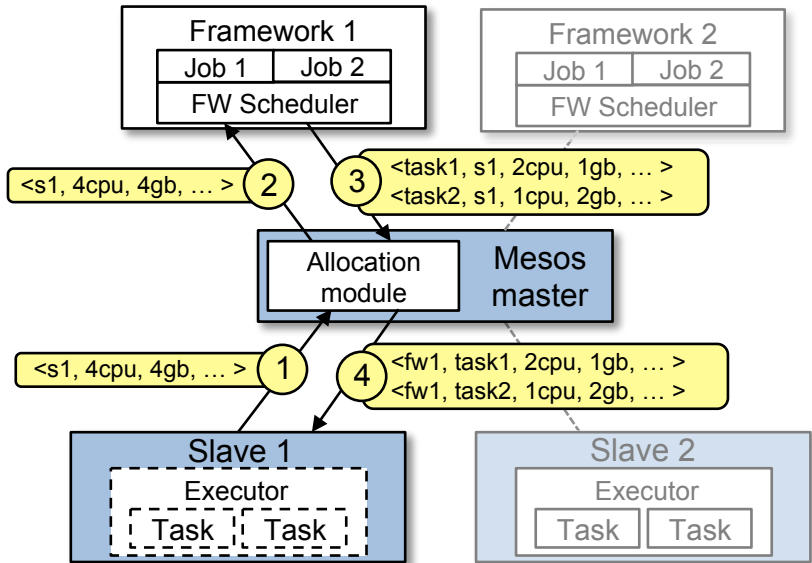 Framework 1
Job 1
Job 2
FW Scheduler
Framework 2
Job 1
Job 2
FW Scheduler
<s1, 4cpu, 4gb, … >
2
3
<task1, s1, 2cpu, 1gb, … >
<task2, s1, 1cpu, 2gb, … >
Allocation
module
Mesos
master
<s1, 4cpu, 4gb, … >
1
4
<fw1, task1, 2cpu, 1gb, … >
<fw1, task2, 1cpu, 2gb, … >
Slave 1
Executor
Task
Task
Slave 2
Executor
Task
Task